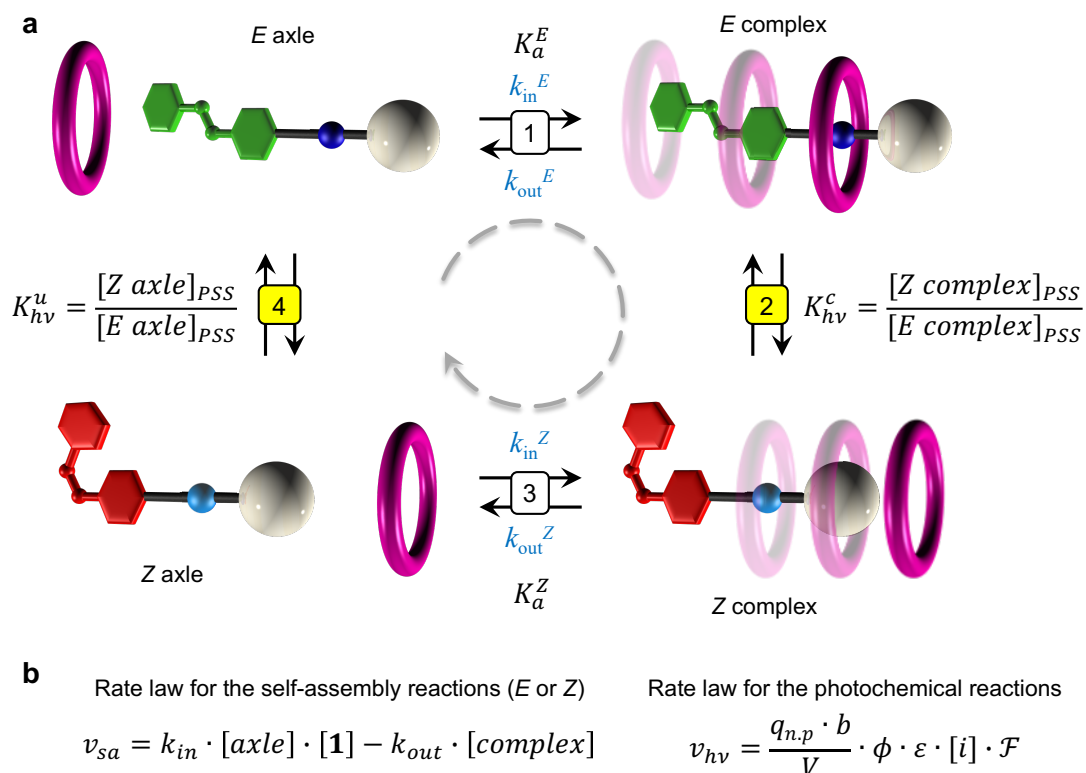 a
E axle
E complex
K_a^E
k_in^E
1
k_out^E
K_hν^u = [Z axle]_PSS / [E axle]_PSS
4
2
K_hν^c = [Z complex]_PSS / [E complex]_PSS
k_in^Z
3
k_out^Z
Z axle
K_a^Z
Z complex
b
Rate law for the self-assembly reactions (E or Z)
Rate law for the photochemical reactions
v_sa = k_in · [axle] · [1] − k_out · [complex]
v_hν = q_n.p · b / V · ϕ · ε · [i] · ℱ